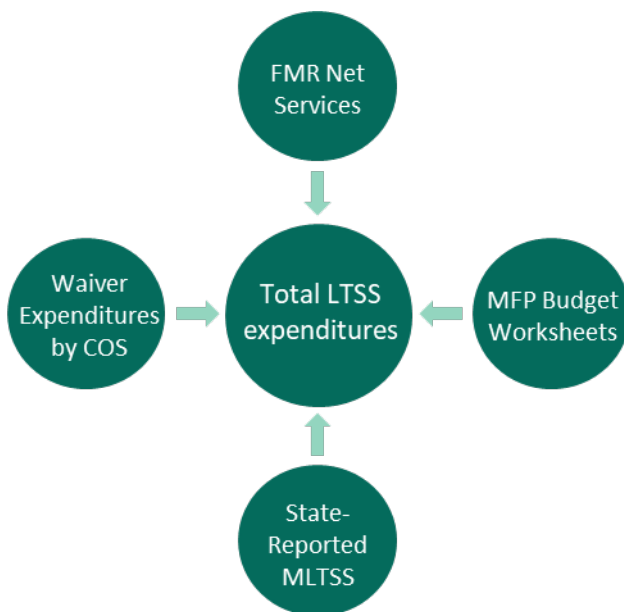 FMR Net
Services
Waiver
Expenditures
by COS
Total LTSS
expenditures
MFP Budget
Worksheets
State-
Reported
MLTSS